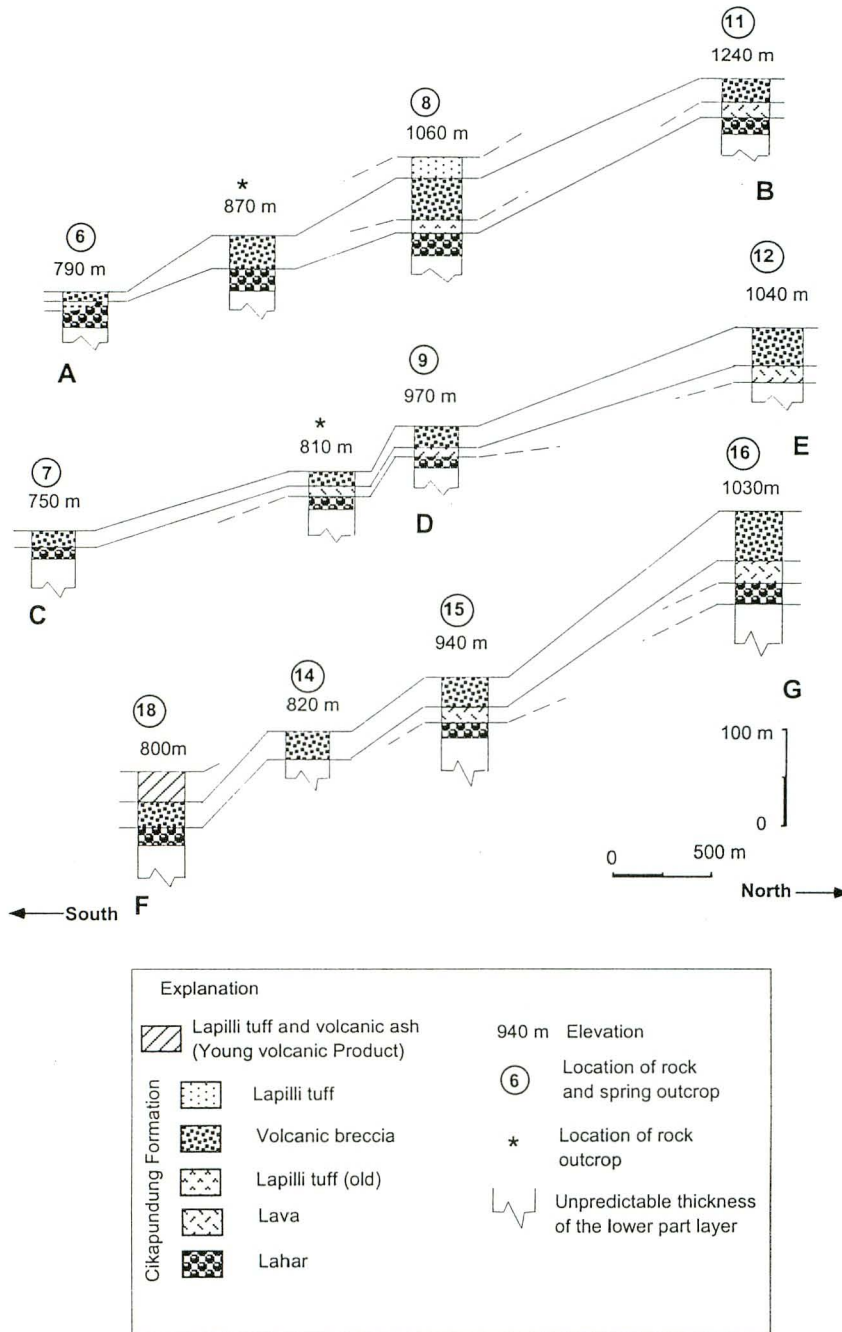 11
1240 m
8
1060 m
*
870 m
B
6
790 m
12
1040 m
A
9
970 m
*
810 m
E
7
750 m
16
1030m
D
C
15
940 m
14
820 m
G
18
800m
100 m
0
0 500 m
North
South
F
Explanation
Lapilli tuff and volcanic ash
(Young volcanic Product)
Cikapundung Formation
Lapilli tuff
Volcanic breccia
Lapilli tuff (old)
Lava
Lahar
940 m Elevation
6 Location of rock
and spring outcrop
* Location of rock
outcrop
Unpredictable thickness
of the lower part layer